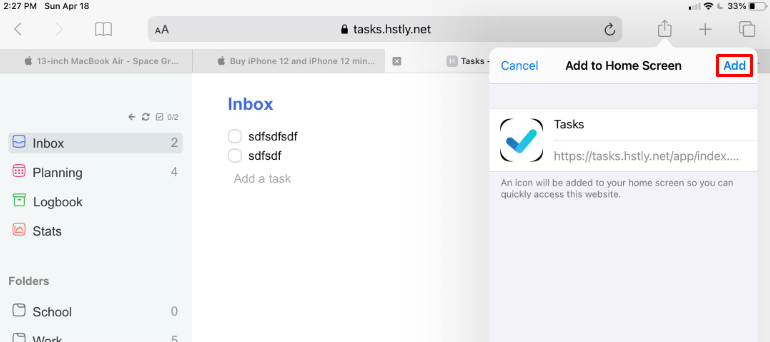 2:27 PM Sun Apr 18
33%
AA
tasks.hstly.net
13-inch MacBook Air - Space Gr...
Buy iPhone 12 and iPhone 12 min...
H Tasks -
Cancel
Add to Home Screen
Add
Tasks
https://tasks.hstly.net/app/index....
An icon will be added to your home screen so you can
quickly access this website.
0/2
Inbox 2
Planning 4
Logbook
Stats
Folders
School 0
Work 5
Inbox
sdfsdfsdf
sdfsdf
Add a task